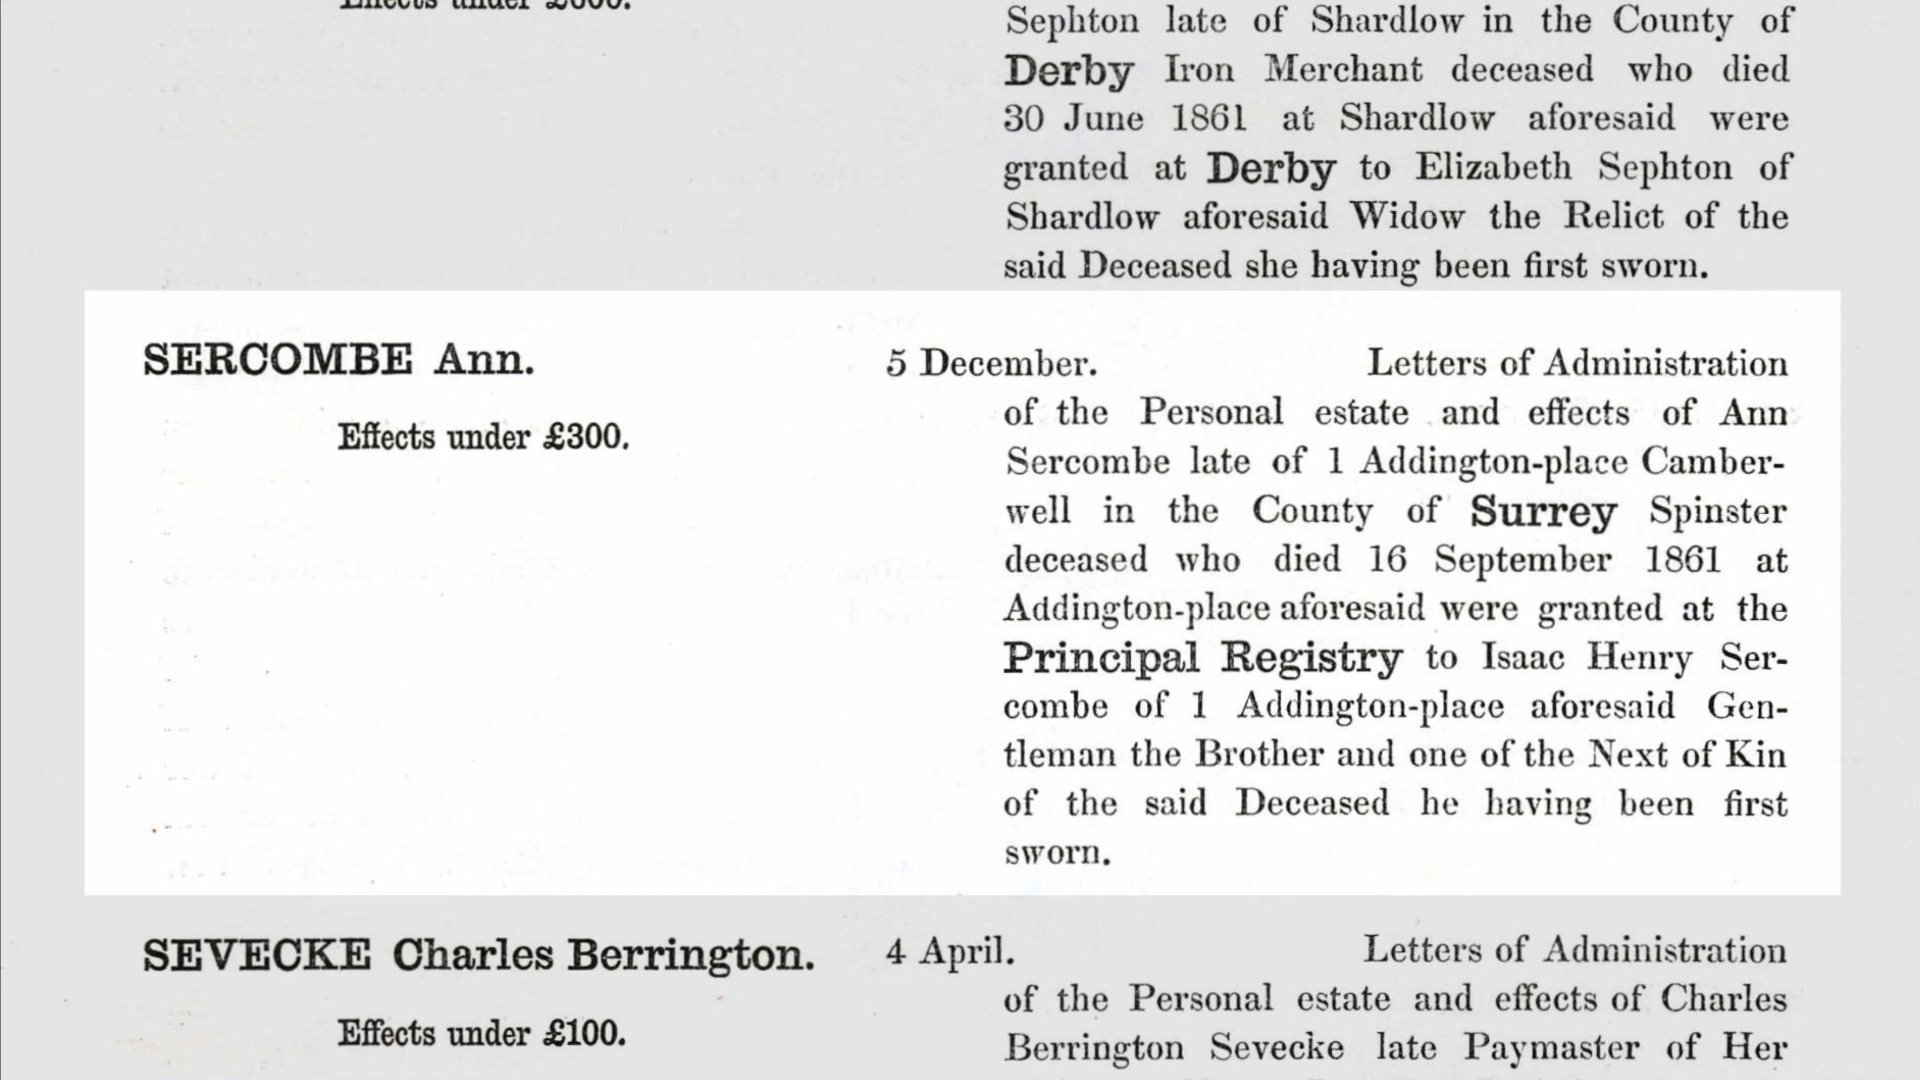 Effects under £600.
Sephton late of Shardlow in the County of
Derby Iron Merchant deceased who died
30 June 1861 at Shardlow aforesaid were
granted at Derby to Elizabeth Sephton of
Shardlow aforesaid Widow the Relict of the
said Deceased she having been first sworn.
SERCOMBE Ann.
Effects under £300.
5 December. Letters of Administration
of the Personal estate and effects of Ann
Sercombe late of 1 Addington-place Camber-
well in the County of Surrey Spinster
deceased who died 16 September 1861 at
Addington-place aforesaid were granted at the
Principal Registry to Isaac Henry Ser-
combe of 1 Addington-place aforesaid Gen-
tleman the Brother and one of the Next of Kin
of the said Deceased he having been first
sworn.
SEVECKE Charles Berrington.
Effects under £100.
4 April. Letters of Administration
of the Personal estate and effects of Charles
Berrington Sevecke late Paymaster of Her